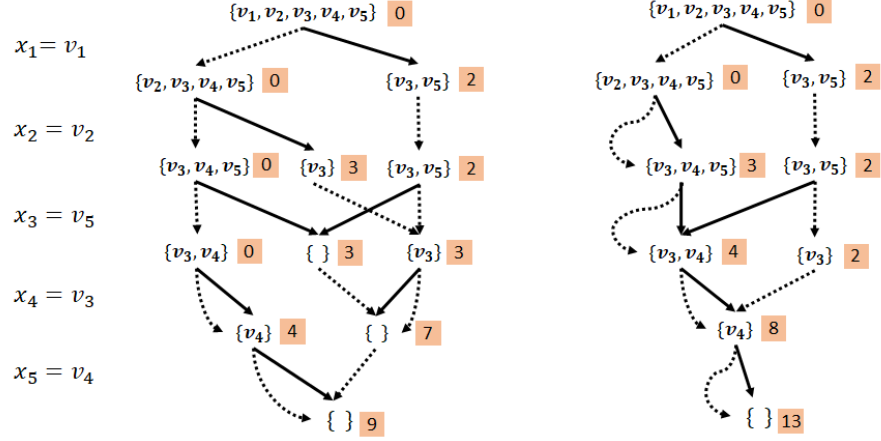 {v₁, v₂, v₃, v₄, v₅} 0 {v₁, v₂, v₃, v₄, v₅} 0
x₁ = v₁
{v₂, v₃, v₄, v₅} 0 {v₃, v₅} 2 {v₂, v₃, v₄, v₅} 0 {v₃, v₅} 2
x₂ = v₂
{v₃, v₄, v₅} 0 {v₃} 3 {v₃, v₅} 2 {v₃, v₄, v₅} 3 {v₃, v₅} 2
x₃ = v₅
{v₃, v₄} 0 { } 3 {v₃} 3 {v₃, v₄} 4 {v₃} 2
x₄ = v₃
{v₄} 4 { } 7 {v₄} 8
x₅ = v₄
{ } 9 { } 13